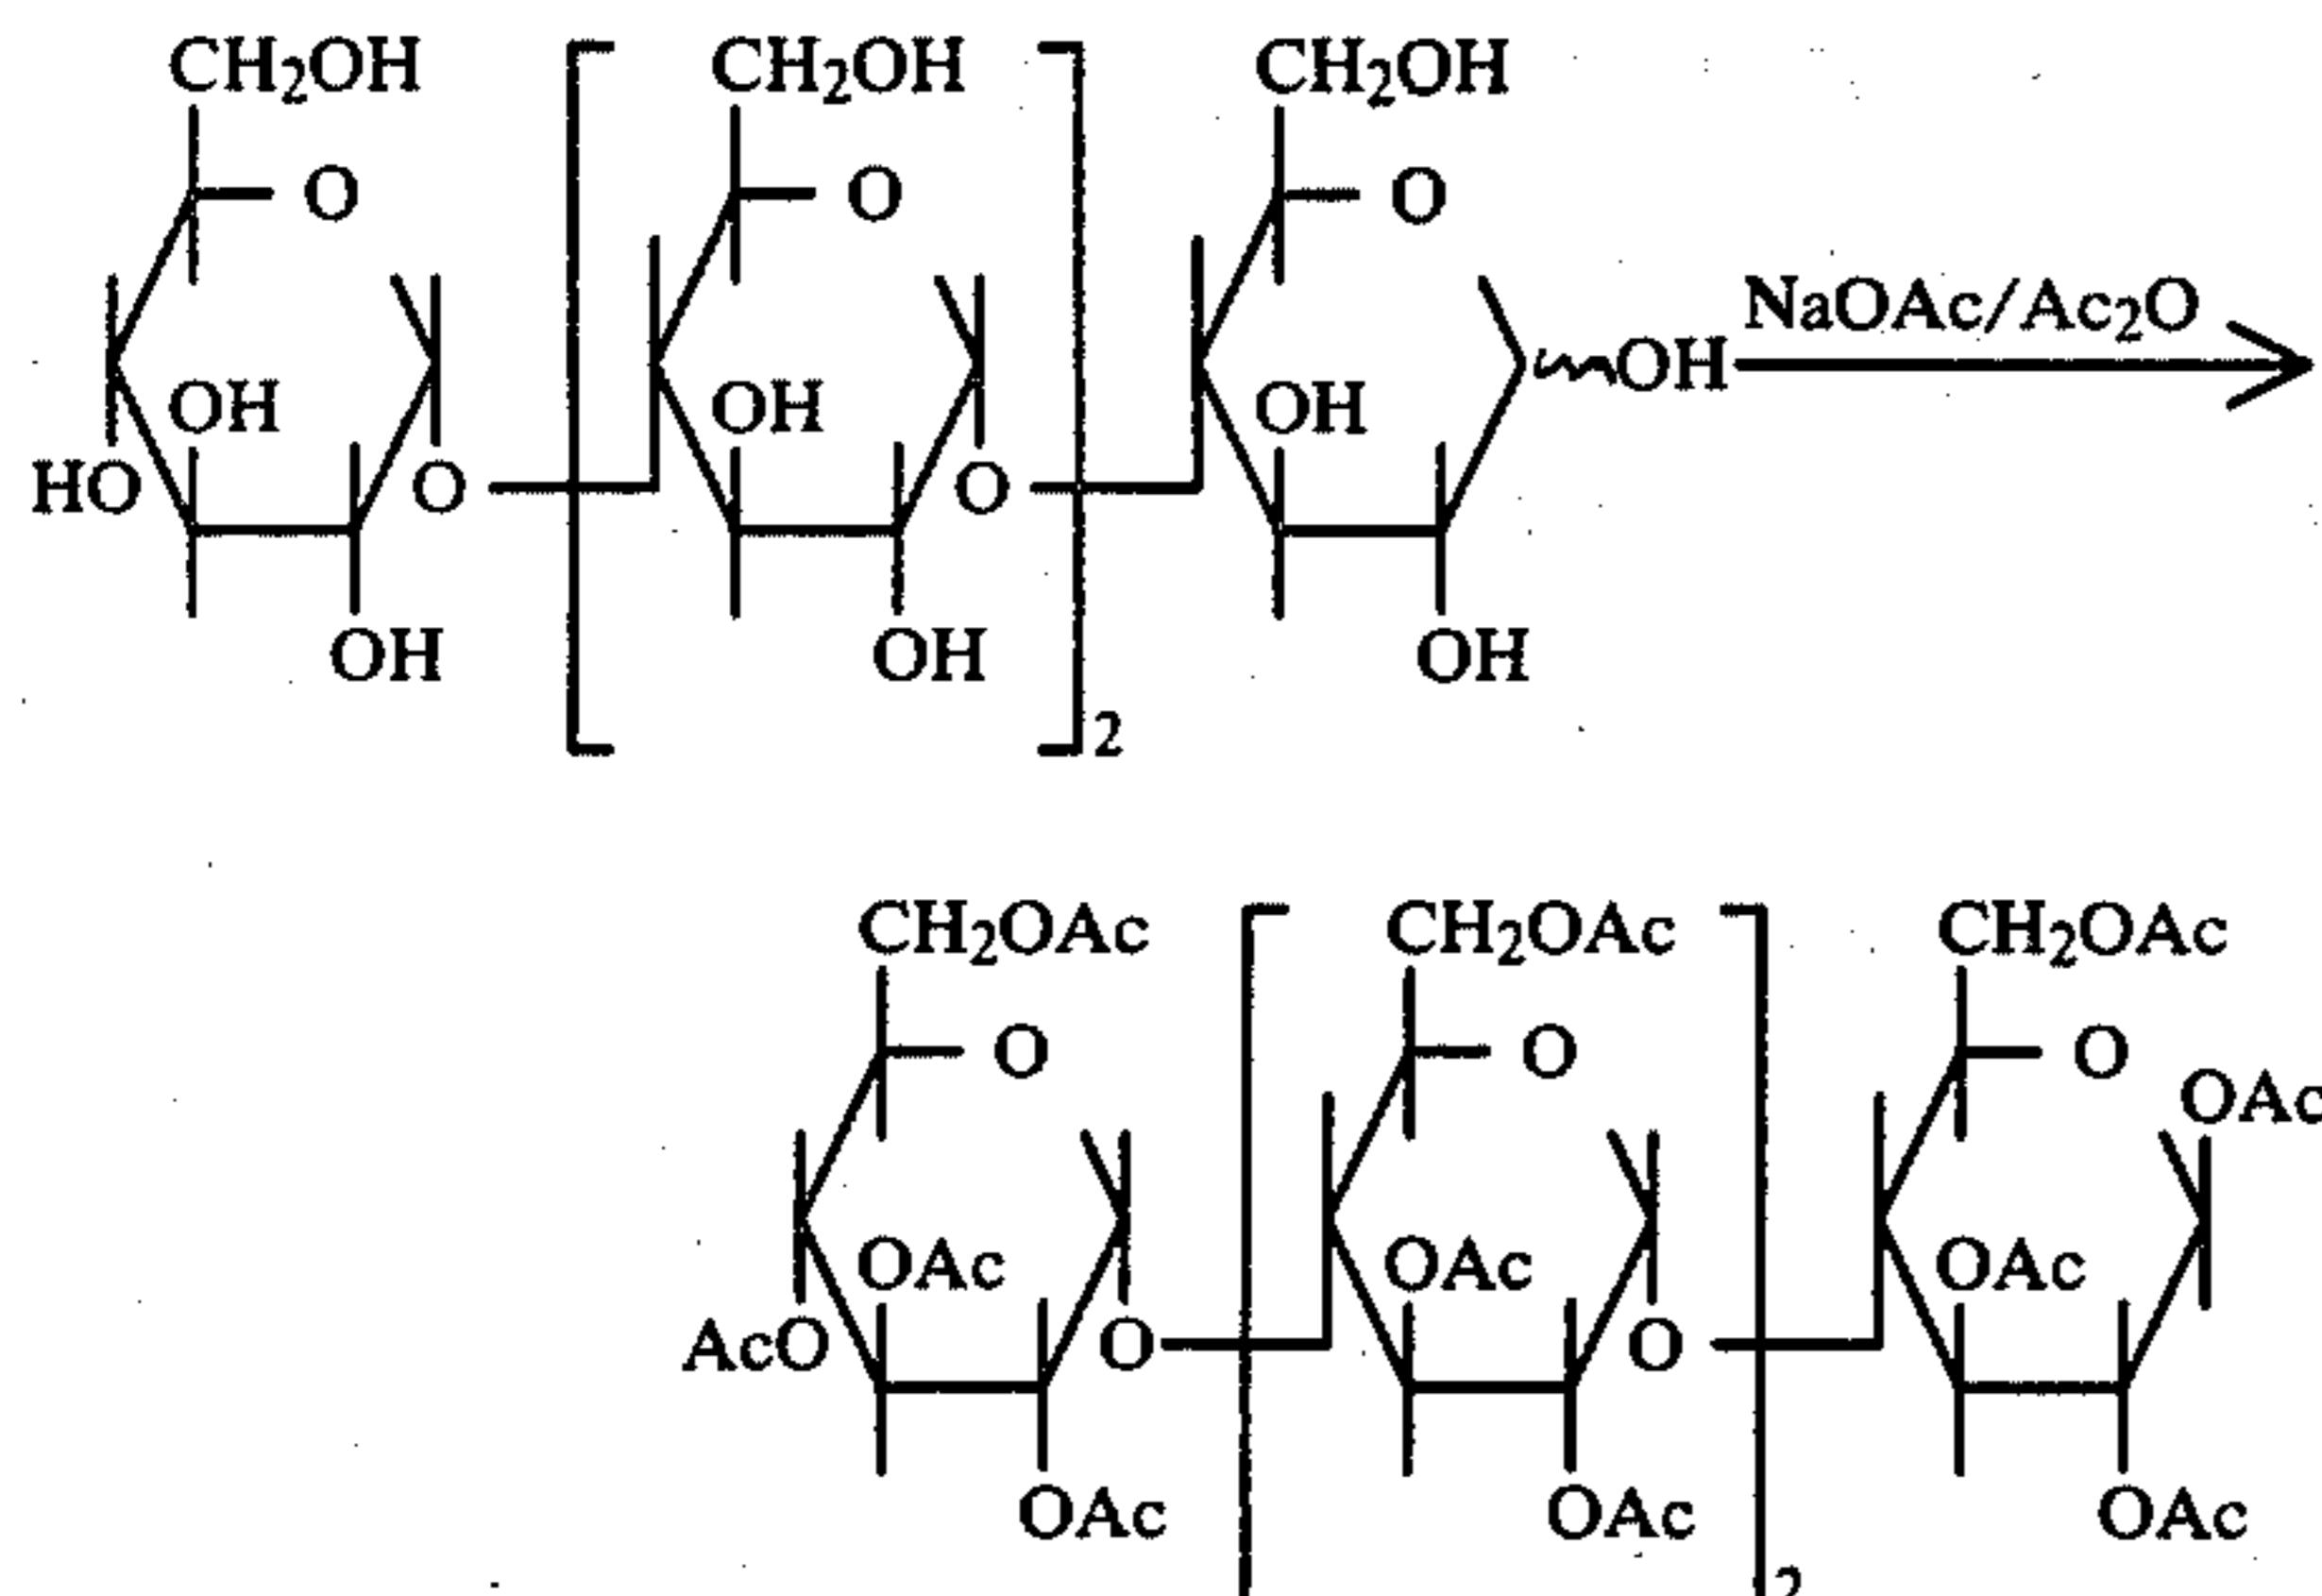 CH2OH CH2OH CH2OH
O O O
NaOAc/Ac2O
OH OH OH OH
HO O O
OH OH OH
2
CH2OAc CH2OAc CH2OAc
O O O
OAc
OAc OAc OAc
AcO O O
OAc OAc OAc
2